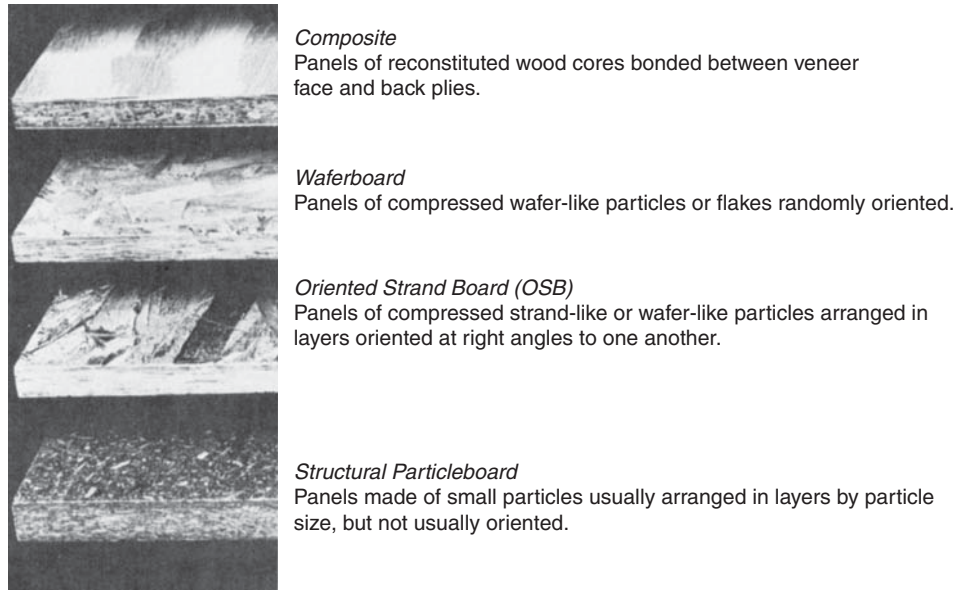 Composite
Panels of reconstituted wood cores bonded between veneer
face and back plies.
Waferboard
Panels of compressed wafer-like particles or flakes randomly oriented.
Oriented Strand Board (OSB)
Panels of compressed strand-like or wafer-like particles arranged in
layers oriented at right angles to one another.
Structural Particleboard
Panels made of small particles usually arranged in layers by particle
size, but not usually oriented.